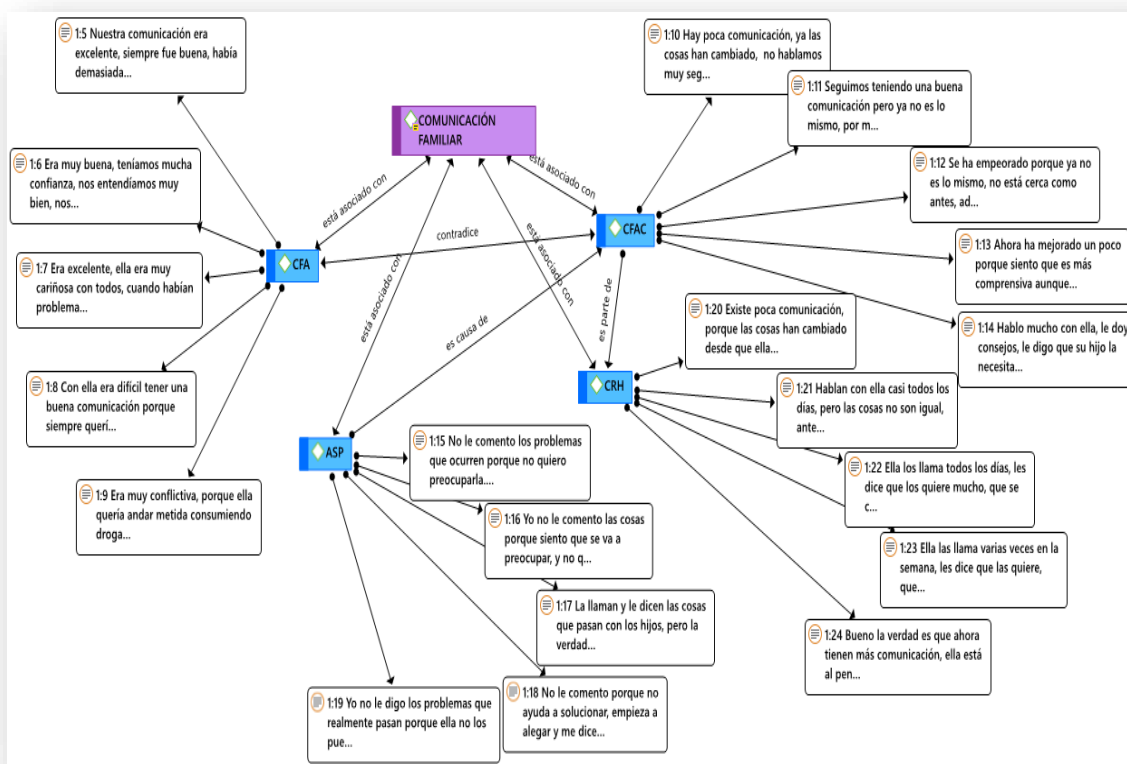 1:5 Nuestra comunicación era
excelente, siempre fue buena, había
demasiada...
1:10 Hay poca comunicación, ya las
cosas han cambiado, no hablamos
muy seg...
1:11 Seguimos teniendo una buena
comunicación pero ya no es lo
mismo, por m...
COMUNICACIÓN
FAMILIAR
1:6 Era muy buena, teníamos mucha
confianza, nos entendíamos muy
bien, nos...
1:12 Se ha empeorado porque ya no
es lo mismo, no está cerca como
antes, ad...
está asociado con
está asociado con
está asociado con
está asociado con
contradice
CFAC
CFA
1:7 Era excelente, ella era muy
cariñosa con todos, cuando habían
problema...
1:13 Ahora ha mejorado un poco
porque siento que es más
comprensiva aunque...
es causa de
es parte de
1:20 Existe poca comunicación,
porque las cosas han cambiado
desde que ella...
1:14 Hablo mucho con ella, le doy
consejos, le digo que su hijo la
necesita...
1:8 Con ella era difícil tener una
buena comunicación porque
siempre querí...
CRH
1:21 Hablan con ella casi todos los
días, pero las cosas no son igual,
ante...
ASP
1:15 No le comento los problemas
que ocurren porque no quiero
preocuparla....
1:22 Ella los llama todos los días, les
dice que los quiere mucho, que se
c...
1:9 Era muy conflictiva, porque ella
quería andar metida consumiendo
droga...
1:16 Yo no le comento las cosas
porque siento que se va a
preocupar, y no q...
1:23 Ella las llama varias veces en la
semana, les dice que las quiere,
que...
1:17 La llaman y le dicen las cosas
que pasan con los hijos, pero la
verdad...
1:24 Bueno la verdad es que ahora
tienen más comunicación, ella está
al pen...
1:19 Yo no le digo los problemas que
realmente pasan porque ella no los
pue...
1:18 No le comento porque no
ayuda a solucionar, empieza a
alegar y me dice...